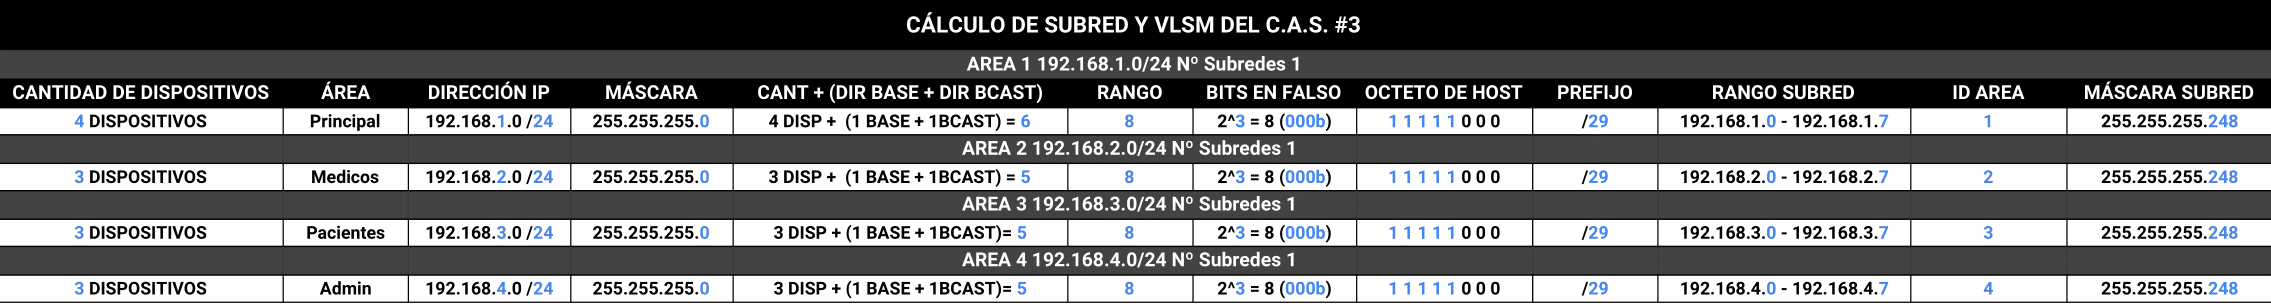 CÁLCULO DE SUBRED Y VLSM DEL C.A.S. #3
AREA 1 192.168.1.0/24 Nº Subredes 1
CANTIDAD DE DISPOSITIVOS ÁREA DIRECCIÓN IP MÁSCARA CANT + (DIR BASE + DIR BCAST) RANGO BITS EN FALSO OCTETO DE HOST PREFIJO RANGO SUBRED ID AREA MÁSCARA SUBRED
4 DISPOSITIVOS Principal 192.168.1.0 /24 255.255.255.0 4 DISP + (1 BASE + 1BCAST) = 6 8 2^3 = 8 (000b) 1 1 1 1 1 0 0 0 /29 192.168.1.0 - 192.168.1.7 1 255.255.255.248
AREA 2 192.168.2.0/24 Nº Subredes 1
3 DISPOSITIVOS Medicos 192.168.2.0 /24 255.255.255.0 3 DISP + (1 BASE + 1BCAST) = 5 8 2^3 = 8 (000b) 1 1 1 1 1 0 0 0 /29 192.168.2.0 - 192.168.2.7 2 255.255.255.248
AREA 3 192.168.3.0/24 Nº Subredes 1
3 DISPOSITIVOS Pacientes 192.168.3.0 /24 255.255.255.0 3 DISP + (1 BASE + 1BCAST)= 5 8 2^3 = 8 (000b) 1 1 1 1 1 0 0 0 /29 192.168.3.0 - 192.168.3.7 3 255.255.255.248
AREA 4 192.168.4.0/24 Nº Subredes 1
3 DISPOSITIVOS Admin 192.168.4.0 /24 255.255.255.0 3 DISP + (1 BASE + 1BCAST)= 5 8 2^3 = 8 (000b) 1 1 1 1 1 0 0 0 /29 192.168.4.0 - 192.168.4.7 4 255.255.255.248